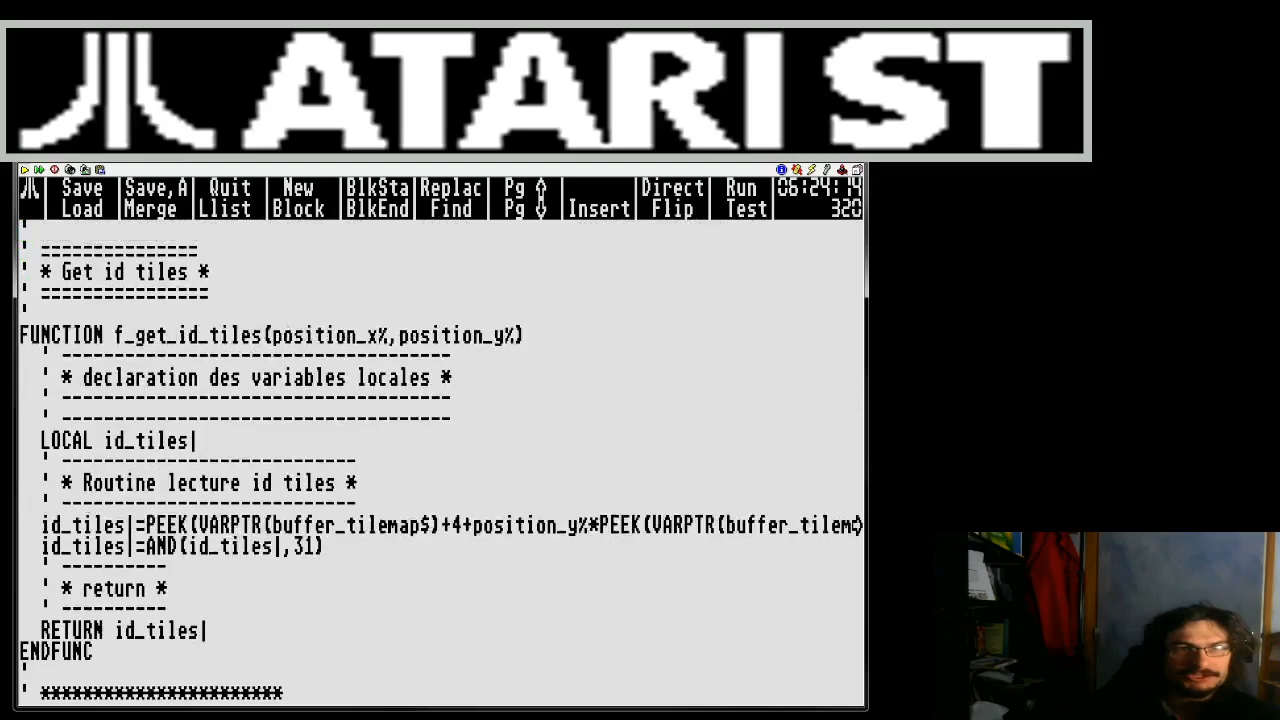 ATARI ST
Save Save,A Quit New BlkSta Replac Pg ⇧ Direct Run 06:24:14
Load Merge Llist Block BlkEnd Find Pg ⇩ Insert Flip Test 320
'
' ===============
' * Get id tiles *
' ================
'
FUNCTION f_get_id_tiles(position_x%,position_y%)
' -------------------------------------
' * declaration des variables locales *
' -------------------------------------
' -------------------------------------
LOCAL id_tiles|
' ----------------------------
' * Routine lecture id tiles *
' ----------------------------
id_tiles|=PEEK(VARPTR(buffer_tilemap$)+4+position_y%*PEEK(VARPTR(buffer_tilem
id_tiles|=AND(id_tiles|,31)
' ----------
' * return *
' ----------
RETURN id_tiles|
ENDFUNC
'
' ***********************